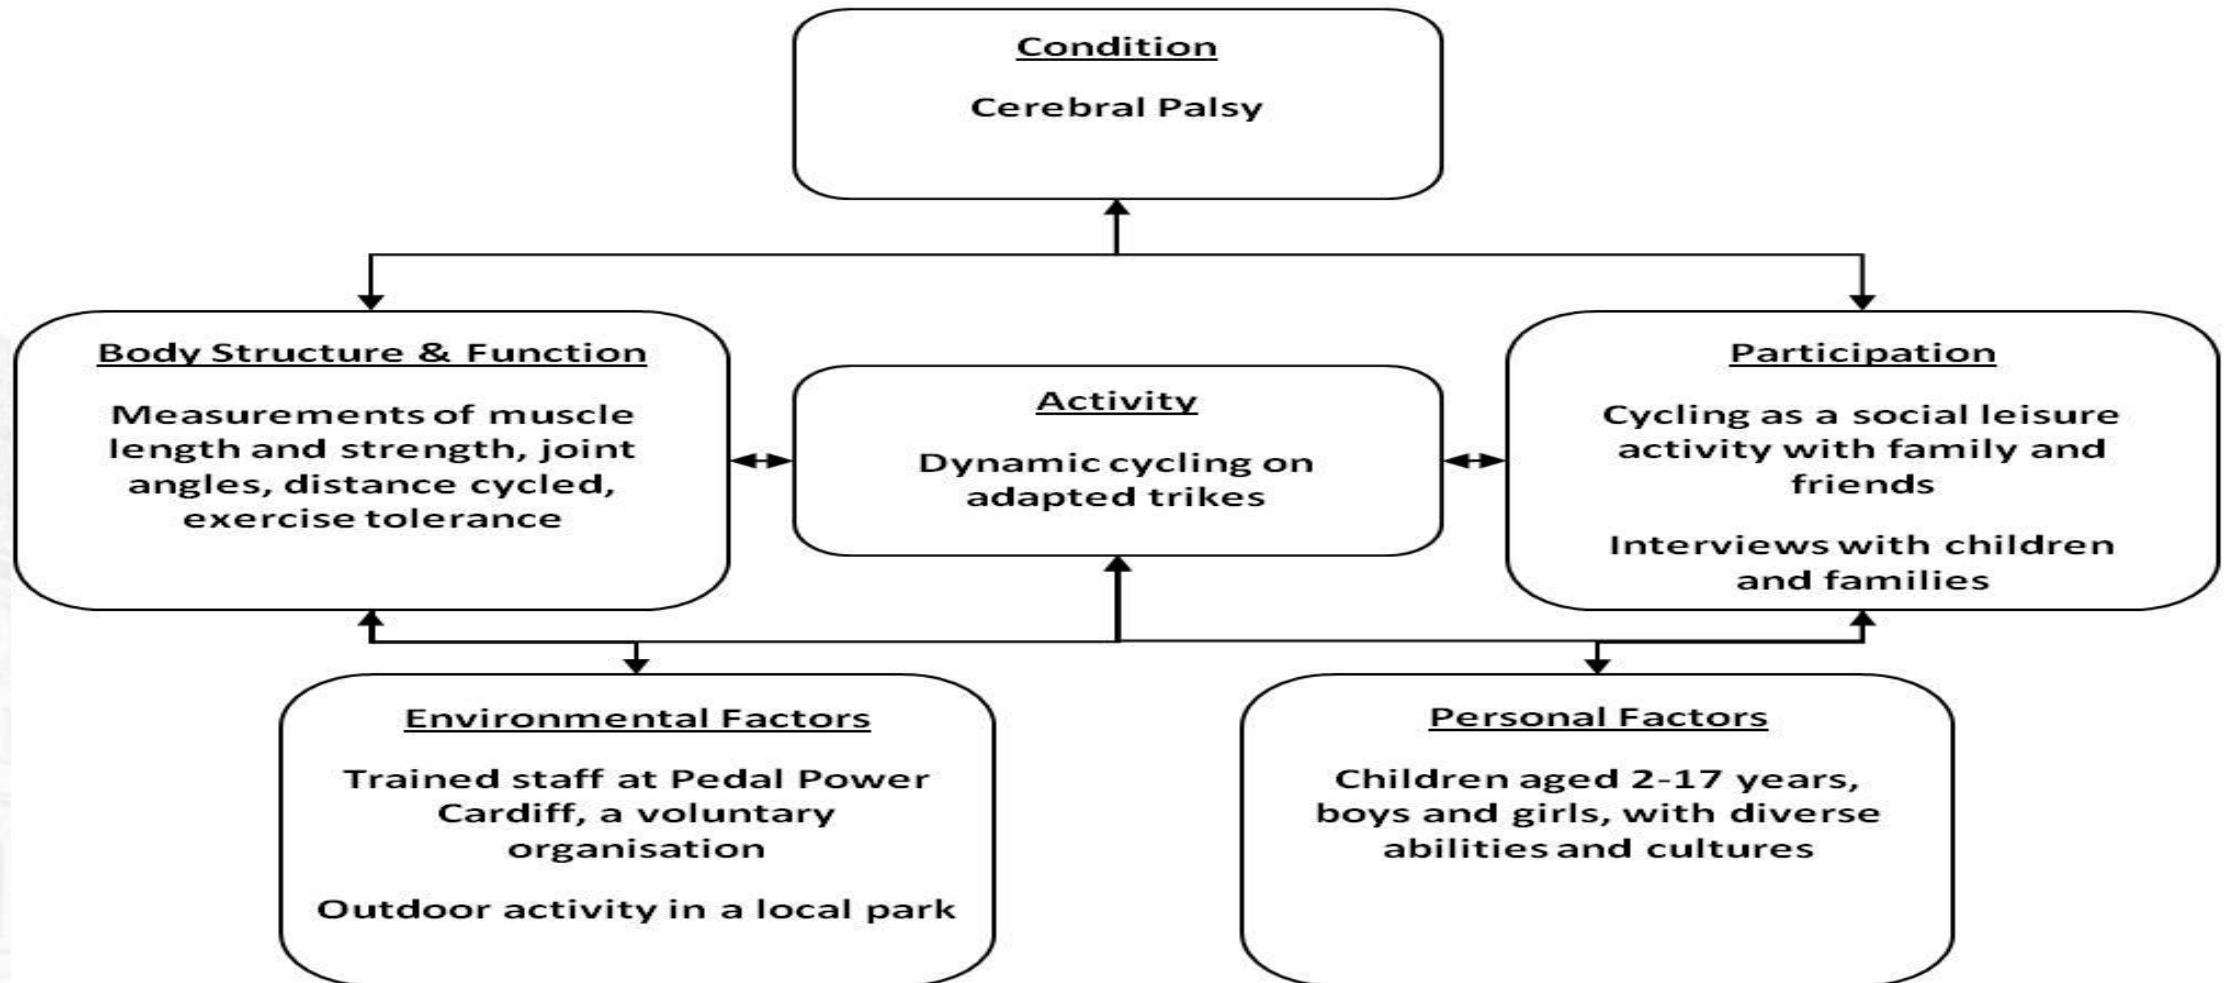 Condition
Cerebral Palsy
Body Structure & Function
Measurements of muscle
length and strength, joint
angles, distance cycled,
exercise tolerance
Activity
Dynamic cycling on
adapted trikes
Participation
Cycling as a social leisure
activity with family and
friends
Interviews with children
and families
Environmental Factors
Trained staff at Pedal Power
Cardiff, a voluntary
organisation
Outdoor activity in a local park
Personal Factors
Children aged 2-17 years,
boys and girls, with diverse
abilities and cultures